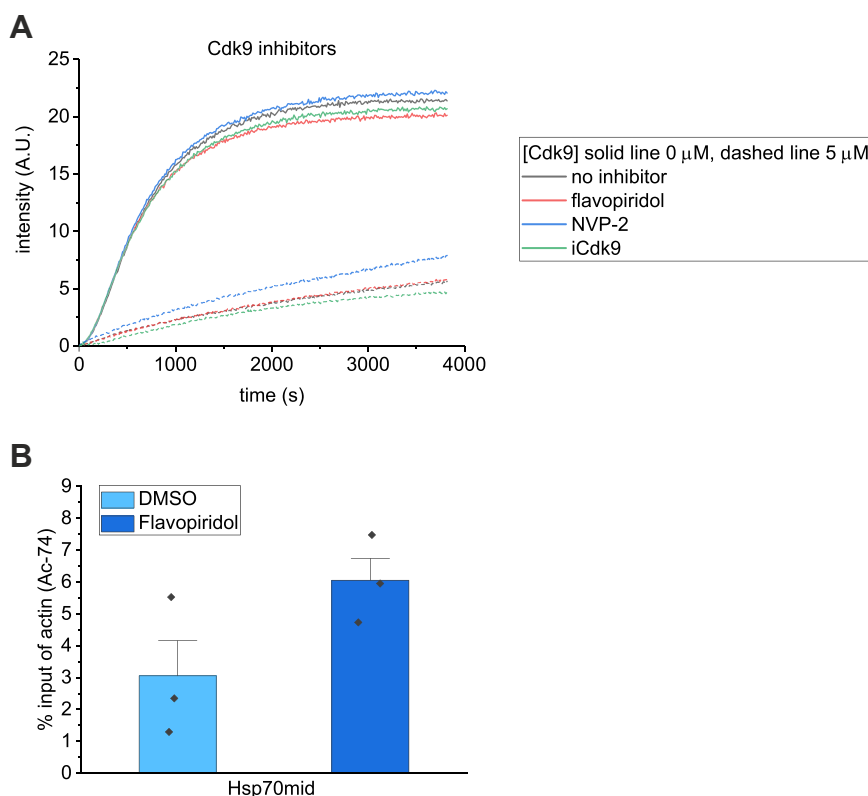 A
Cdk9 inhibitors
25
20
15
10
5
0
intensity (A.U.)
0 1000 2000 3000 4000
time (s)
[Cdk9] solid line 0 μM, dashed line 5 μM
no inhibitor
flavopiridol
NVP-2
iCdk9
B
9
8
7
6
5
4
3
2
1
0
% input of actin (Ac-74)
DMSO
Flavopiridol
Hsp70mid